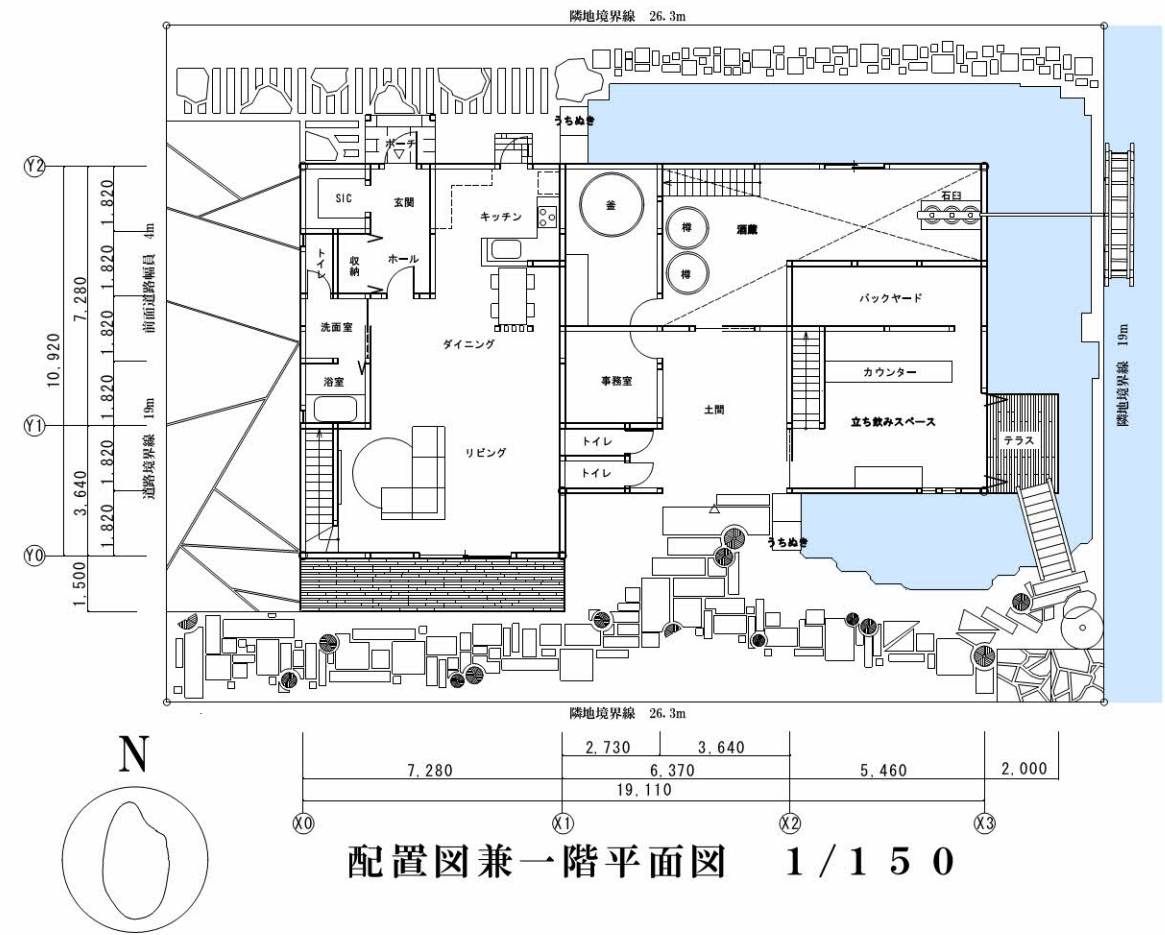 隣地境界線 26.3m
うちぬき
ポーチ
Y2
SIC
玄関
キッチン
釜
樽
酒蔵
石臼
1,820
トイレ
収納
ホール
樽
バックヤード
前面道路幅員 4m
1,820
7,280
洗面室
ダイニング
1,820
10,920
浴室
事務室
カウンター
隣地境界線 19m
1,820
土間
立ち飲みスペース
Y1
道路境界線 19m
リビング
トイレ
テラス
1,820
3,640
トイレ
1,820
うちぬき
Y0
1,500
隣地境界線 26.3m
N
2,730
3,640
7,280
6,370
5,460
2,000
19,110
X0
X1
X2
X3
配置図兼一階平面図 1/150